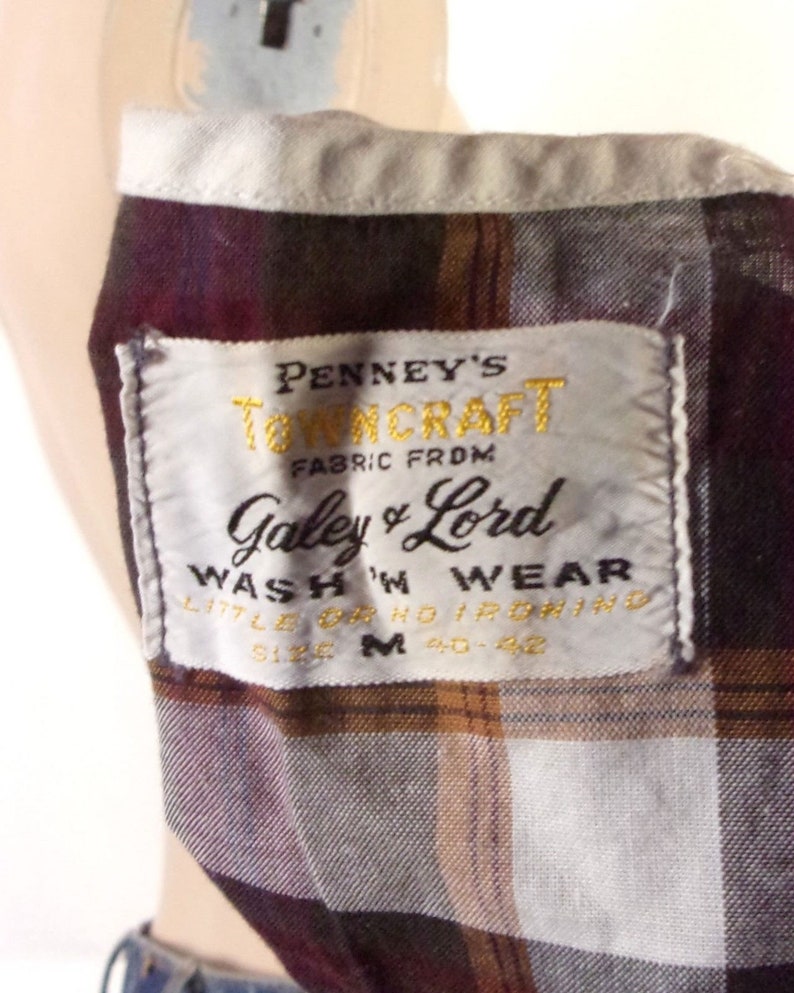 PENNEY'S
TOWNCRAFT
FABRIC FROM
Galey & Lord
WASH 'N WEAR
LITTLE OR NO IRONING
SIZE M 40-42